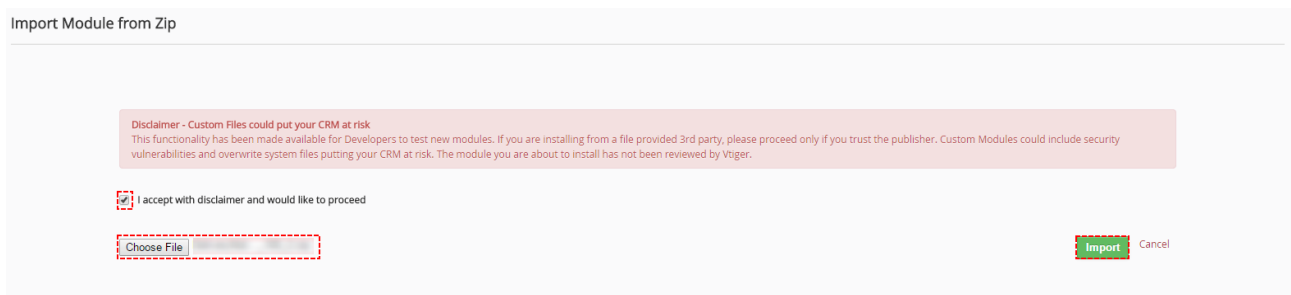 Import Module from Zip
Disclaimer - Custom Files could put your CRM at risk
This functionality has been made available for Developers to test new modules. If you are installing from a file provided 3rd party, please proceed only if you trust the publisher. Custom Modules could include security
vulnerabilities and overwrite system files putting your CRM at risk. The module you are about to install has not been reviewed by Vtiger.
I accept with disclaimer and would like to proceed
Choose File
Import Cancel